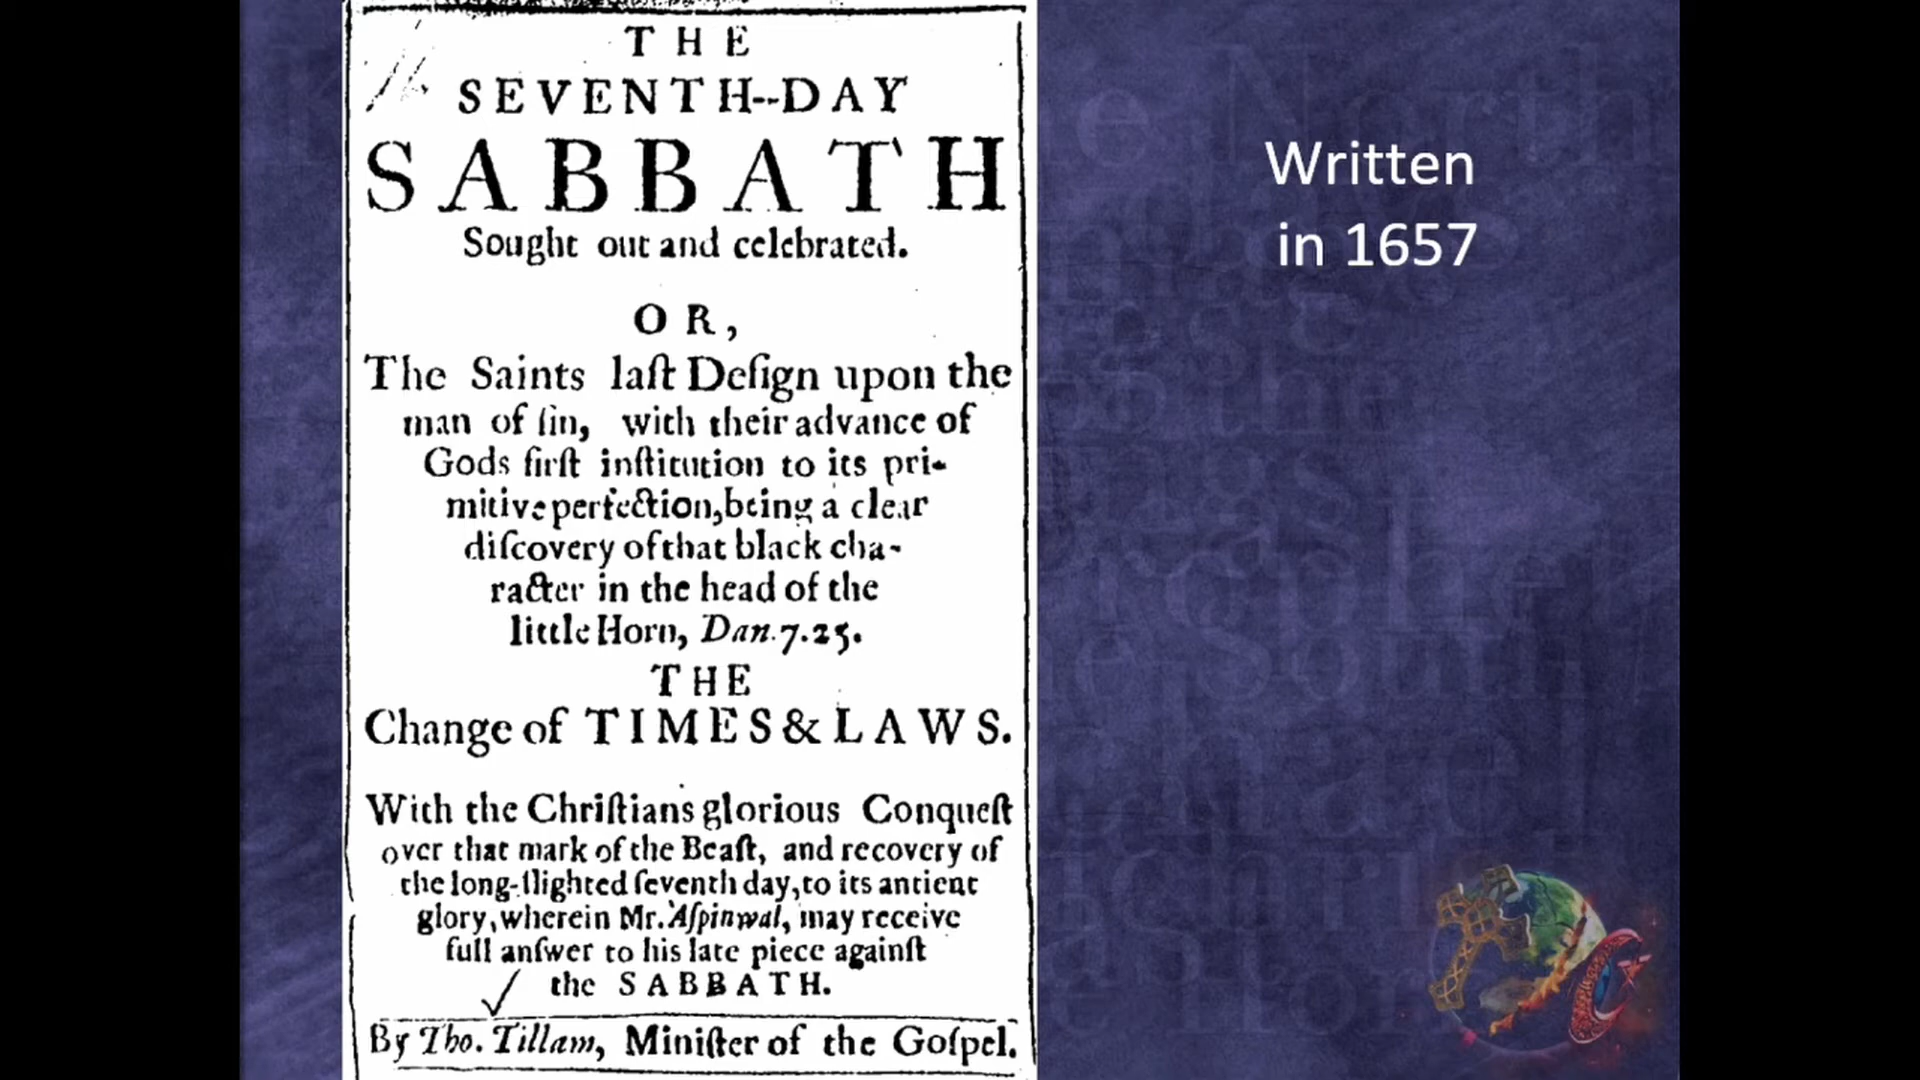 THE
SEVENTH--DAY
SABBATH
Sought out and celebrated.
OR,
The Saints laſt Deſign upon the
man of ſin, with their advance of
Gods firſt inſtitution to its pri-
mitive perfection, being a clear
diſcovery of that black cha-
racter in the head of the
little Horn, Dan. 7.25.
THE
Change of TIMES & LAWS.
With the Chriſtians glorious Conqueſt
over that mark of the Beaſt, and recovery of
the long-ſlighted ſeventh day, to its antient
glory, wherein Mr. Aſpinwal, may receive
full anſwer to his late piece againſt
the SABBATH.
By Tho. Tillam, Miniſter of the Goſpel.
Written
in 1657